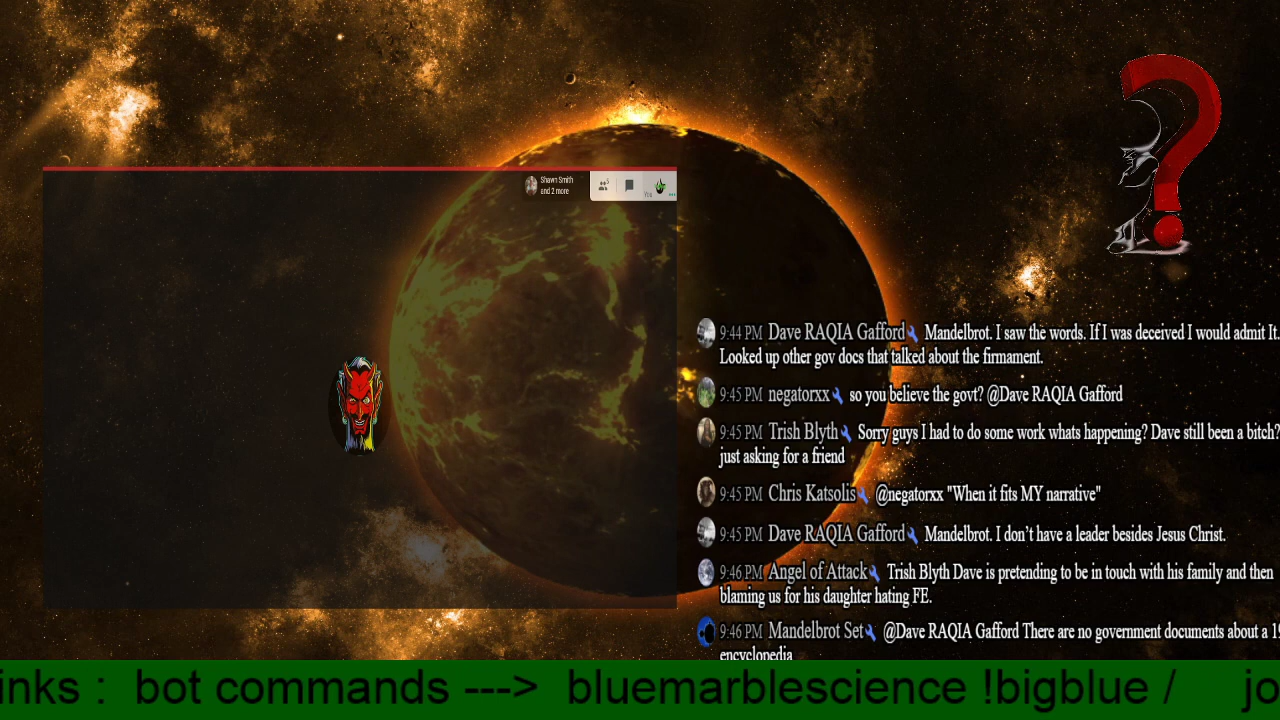 Shawn Smith
and 2 more
You
9:44 PM Dave RAQIA Gafford Mandelbrot. I saw the words. If I was deceived I would admit It.
Looked up other gov docs that talked about the firmament.
9:45 PM negatorxx so you believe the govt? @Dave RAQIA Gafford
9:45 PM Trish Blyth Sorry guys I had to do some work whats happening? Dave still been a bitch?
just asking for a friend
9:45 PM Chris Katsolis @negatorxx "When it fits MY narrative"
9:45 PM Dave RAQIA Gafford Mandelbrot. I don't have a leader besides Jesus Christ.
9:46 PM Angel of Attack Trish Blyth Dave is pretending to be in touch with his family and then
blaming us for his daughter hating FE.
9:46 PM Mandelbrot Set @Dave RAQIA Gafford There are no government documents about a 19
encyclopedia
inks : bot commands ---> bluemarblescience !bigblue / jo